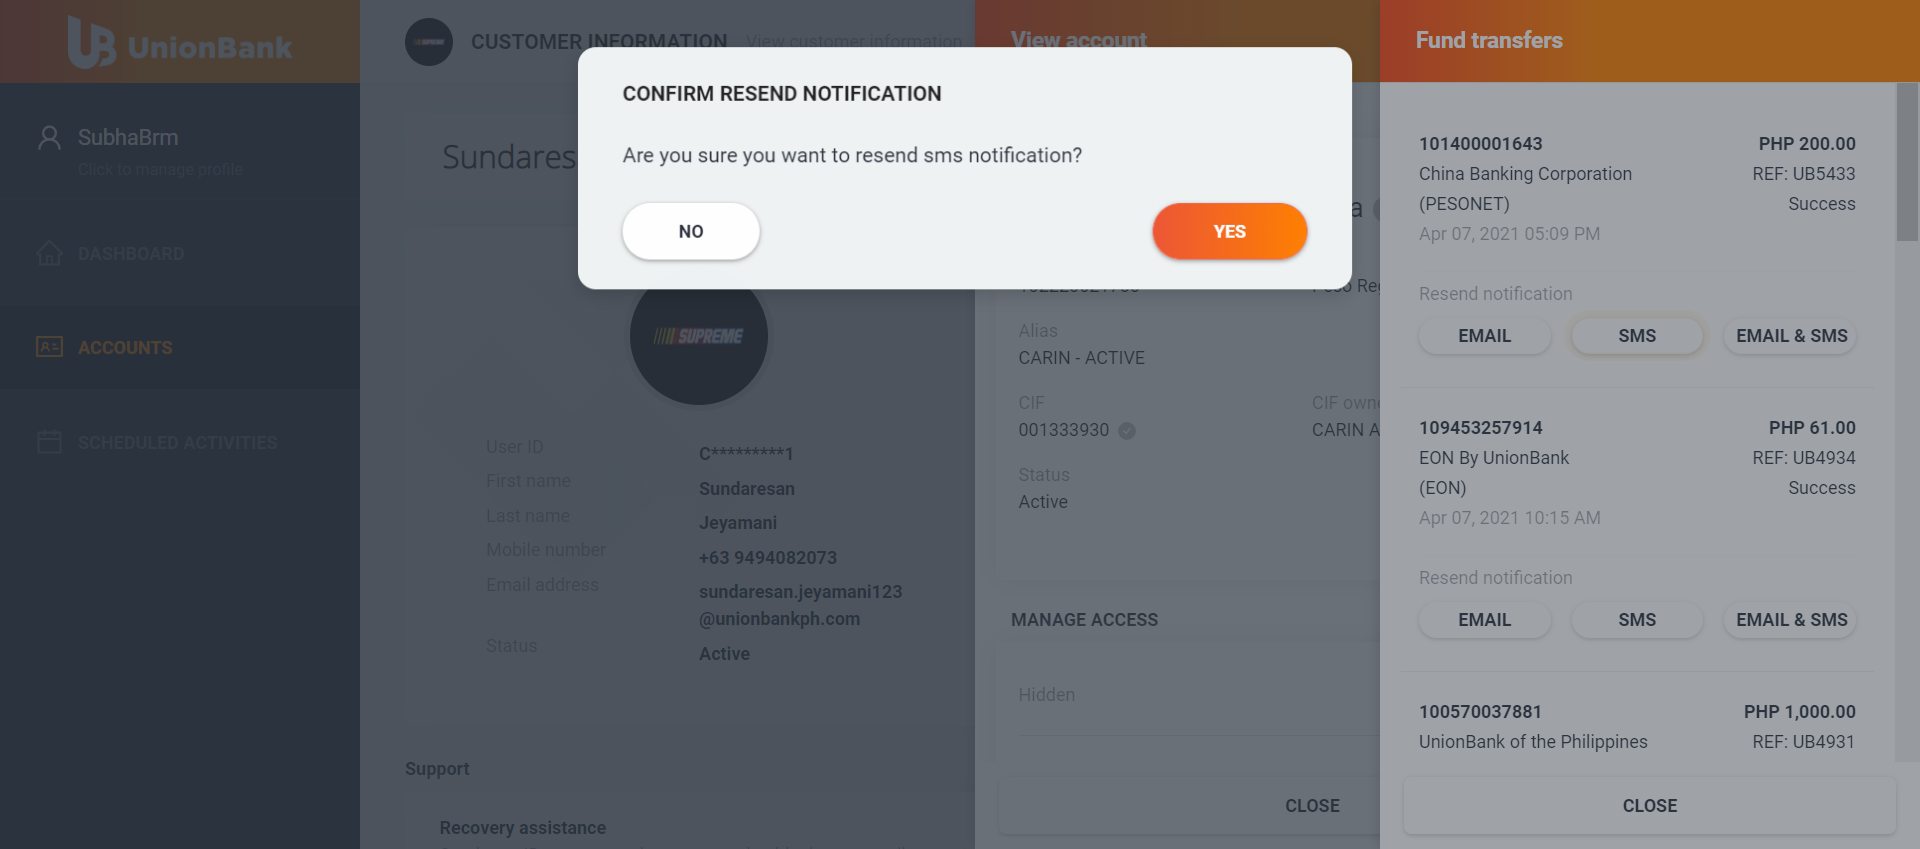 UB UnionBank
SubhaBrm
Click to manage profile
DASHBOARD
ACCOUNTS
SCHEDULED ACTIVITIES
SUPREME
CUSTOMER INFORMATION
View customer information
Sundares
SUPREME
User ID
C*********1
First name
Sundaresan
Last name
Jeyamani
Mobile number
+63 9494082073
Email address
sundaresan.jeyamani123
@unionbankph.com
Status
Active
Support
Recovery assistance
CONFIRM RESEND NOTIFICATION
Are you sure you want to resend sms notification?
NO
YES
View account
a
Alias
CARIN - ACTIVE
CIF
CIF owne
001333930
CARIN A
Status
Active
MANAGE ACCESS
Hidden
CLOSE
Fund transfers
101400001643 PHP 200.00
China Banking Corporation REF: UB5433
(PESONET) Success
Apr 07, 2021 05:09 PM
Resend notification
EMAIL SMS EMAIL & SMS
109453257914 PHP 61.00
EON By UnionBank REF: UB4934
(EON) Success
Apr 07, 2021 10:15 AM
Resend notification
EMAIL SMS EMAIL & SMS
100570037881 PHP 1,000.00
UnionBank of the Philippines REF: UB4931
CLOSE